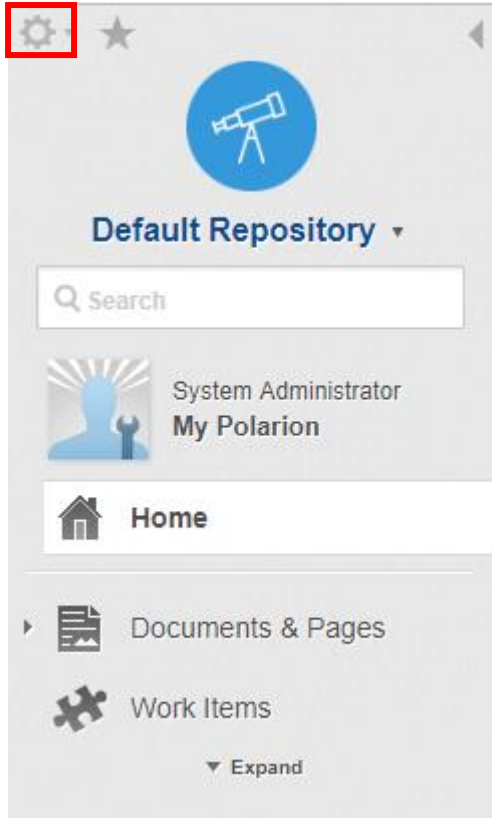 Default Repository
Search
System Administrator
My Polarion
Home
Documents & Pages
Work Items
Expand